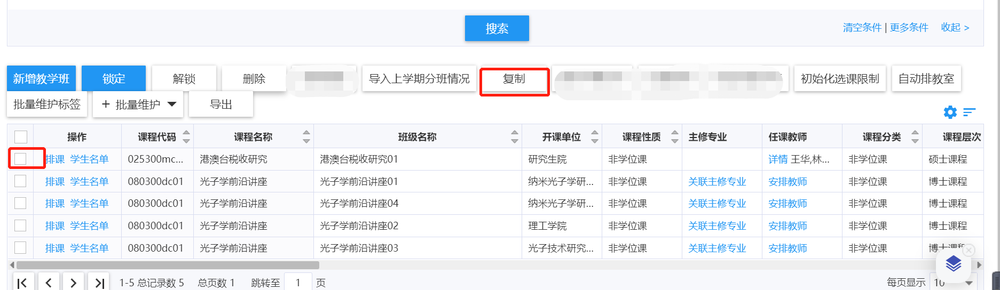 搜索
清空条件 | 更多条件 收起 >
新增教学班 锁定 解锁 删除 导入上学期分班情况 复制 初始化选课限制 自动排教室
批量维护标签 + 批量维护 导出
操作 课程代码 课程名称 班级名称 开课单位 课程性质 主修专业 任课教师 课程分类 课程层次
排课 学生名单 025300mc... 港澳台税收研究 港澳台税收研究01 研究生院 非学位课 详情 王华,林... 非学位课 硕士课程
排课 学生名单 080300dc01 光子学前沿讲座 光子学前沿讲座01 纳米光子学研... 非学位课 关联主修专业 安排教师 非学位课 博士课程
排课 学生名单 080300dc01 光子学前沿讲座 光子学前沿讲座04 纳米光子学研... 非学位课 关联主修专业 安排教师 非学位课 博士课程
排课 学生名单 080300dc01 光子学前沿讲座 光子学前沿讲座02 理工学院 非学位课 关联主修专业 安排教师 非学位课 博士课程
排课 学生名单 080300dc01 光子学前沿讲座 光子学前沿讲座03 光子技术研究... 非学位课 关联主修专业 安排教师 非学位课 博士课程
1-5 总记录数 5 总页数 1 跳转至 1 页 每页显示 10